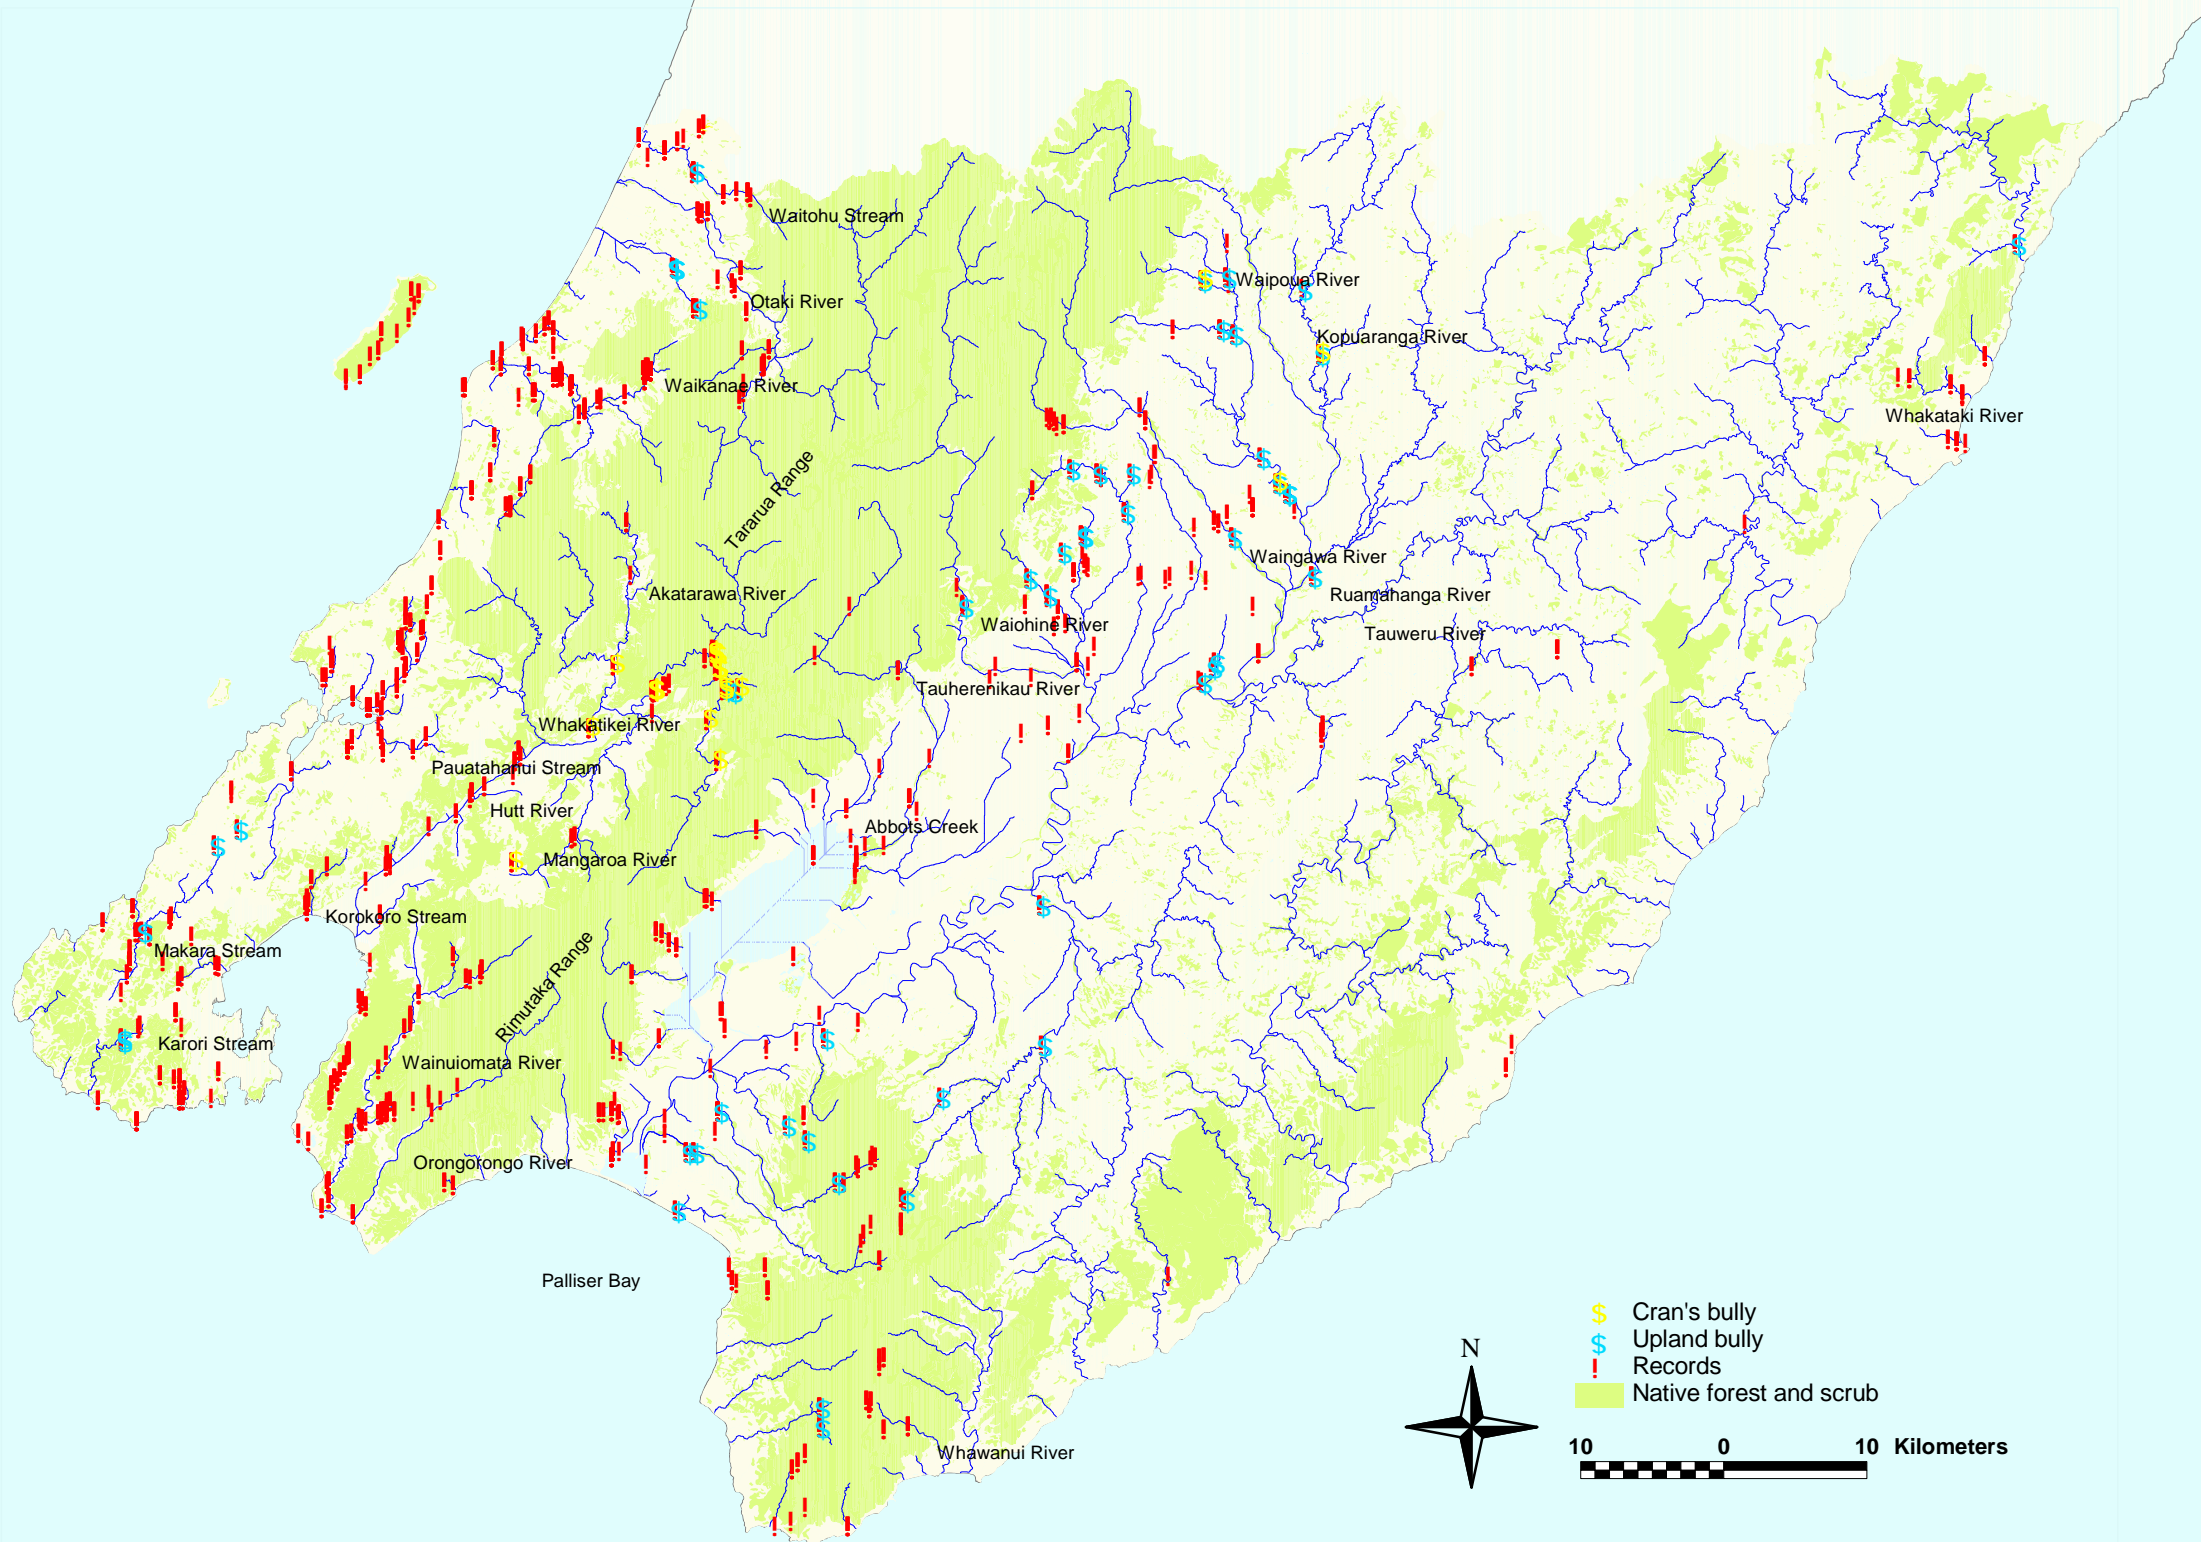 Waitohu Stream
Waipoua River
Otaki River
Kopuaranga River
Waikanae River
Whakataki River
Tararua Range
Waingawa River
Akatarawa River
Ruamahanga River
Waiohine River
Tauweru River
Tauherenikau River
Whakatikei River
Pauatahanui Stream
Hutt River
Abbots Creek
Mangaroa River
Korokoro Stream
Makara Stream
Rimutaka Range
Karori Stream
Wainuiomata River
Orongorongo River
Palliser Bay
Whawanui River
$ Cran's bully
$ Upland bully
! Records
Native forest and scrub
N
10 0 10 Kilometers